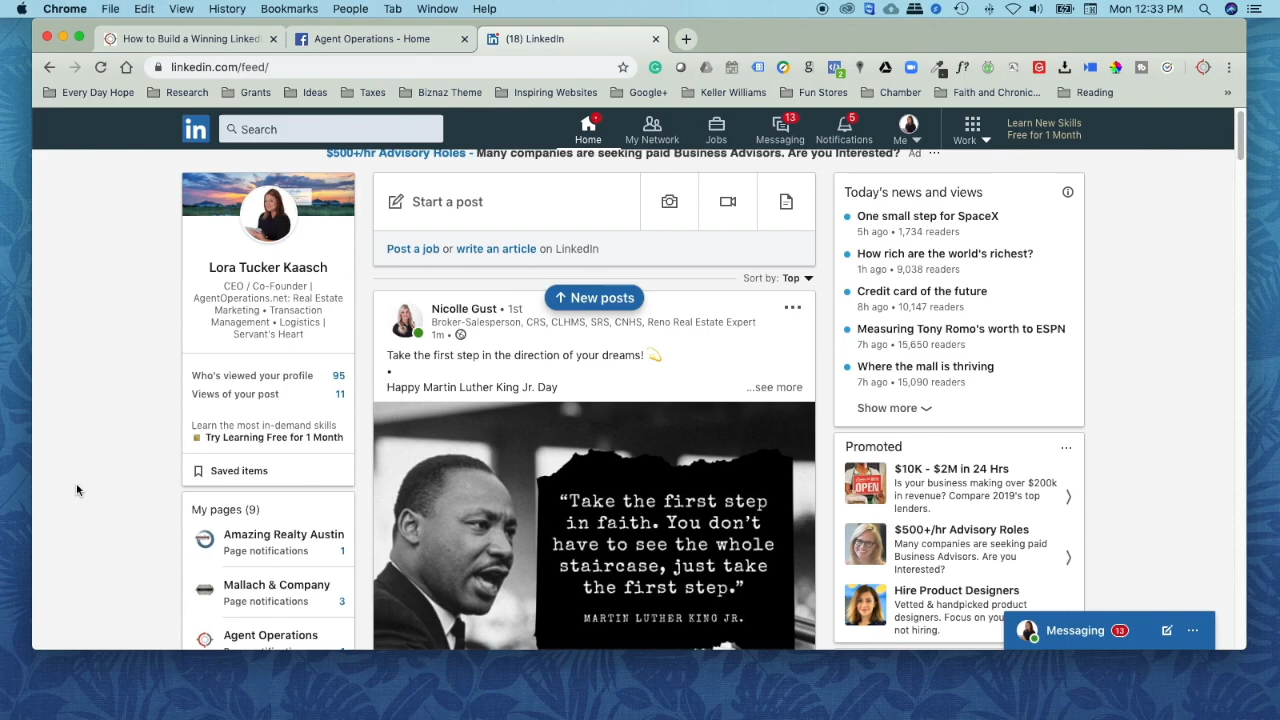 Chrome File Edit View History Bookmarks People Tab Window Help Mon 12:33 PM
How to Build a Winning Linked
Agent Operations - Home
(18) LinkedIn
linkedin.com/feed/
Every Day Hope Research Grants Ideas Taxes Biznaz Theme Inspiring Websites Google+ Keller Williams Fun Stores Chamber Faith and Chronic... Reading »
Search
Home
My Network
Jobs
13
Messaging
5
Notifications
Me
Work
Learn New Skills
Free for 1 Month
$500+/hr Advisory Roles - Many companies are seeking paid Business Advisors. Are you Interested? Ad ...
Lora Tucker Kaasch
CEO / Co-Founder |
AgentOperations.net: Real Estate
Marketing • Transaction
Management • Logistics |
Servant's Heart
Who's viewed your profile 95
Views of your post 11
Learn the most in-demand skills
Try Learning Free for 1 Month
Saved items
My pages (9)
Amazing Realty Austin
Page notifications 1
Mallach & Company
Page notifications 3
Agent Operations
Start a post
Post a job or write an article on LinkedIn
Sort by: Top
↑ New posts
Nicolle Gust • 1st
Broker-Salesperson, CRS, CLHMS, SRS, CNHS, Reno Real Estate Expert
1m •
Take the first step in the direction of your dreams! 💫
•
Happy Martin Luther King Jr. Day
...see more
“Take the first step
in faith. You don’t
have to see the whole
staircase, just take
the first step.”
MARTIN LUTHER KING JR.
Today's news and views
One small step for SpaceX
5h ago • 1,734 readers
How rich are the world's richest?
1h ago • 9,038 readers
Credit card of the future
8h ago • 10,147 readers
Measuring Tony Romo's worth to ESPN
7h ago • 15,650 readers
Where the mall is thriving
7h ago • 15,090 readers
Show more
Promoted
$10K - $2M in 24 Hrs
Is your business making over $200k
in revenue? Compare 2019's top
lenders.
$500+/hr Advisory Roles
Many companies are seeking paid
Business Advisors. Are you
Interested?
Hire Product Designers
Vetted & handpicked product
designers. Focus on you
not hiring.
Messaging 13